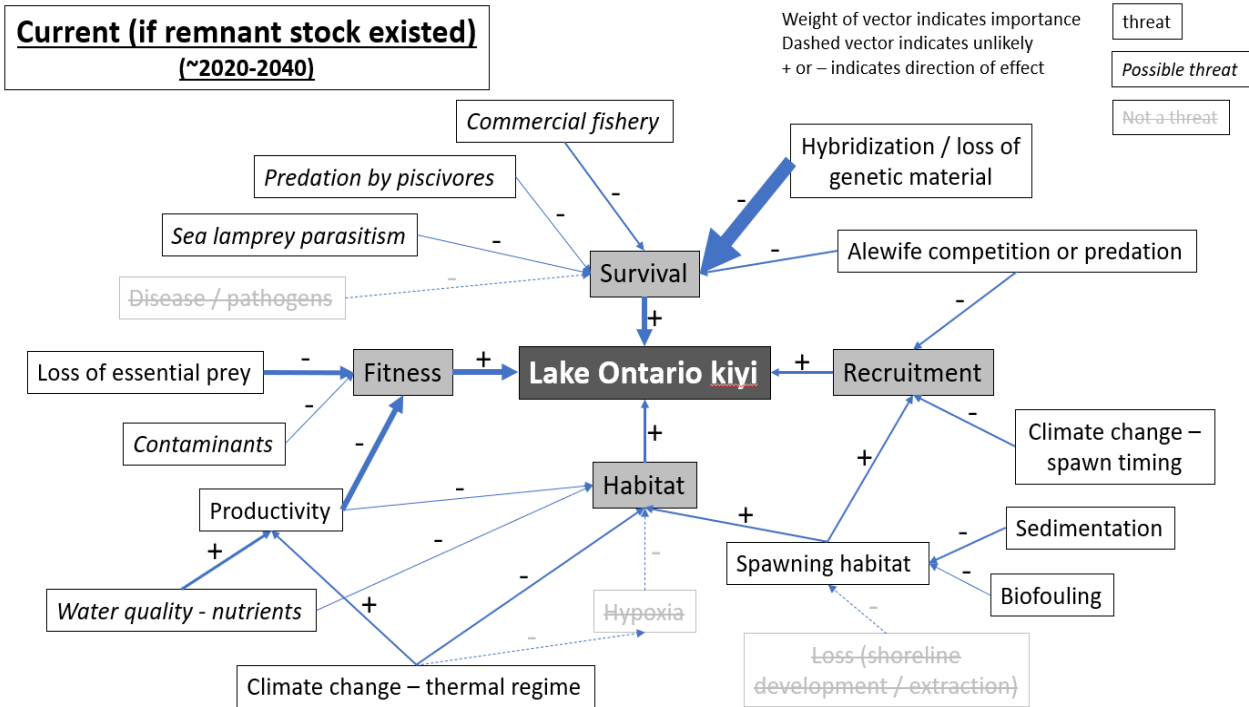 Current (if remnant stock existed)
(~2020-2040)
Weight of vector indicates importance
Dashed vector indicates unlikely
+ or – indicates direction of effect
threat
Possible threat
Not a threat
Commercial fishery
Hybridization / loss of
genetic material
Predation by piscivores
Sea lamprey parasitism
Alewife competition or predation
Disease / pathogens
Survival
-
-
-
-
-
-
-
+
Loss of essential prey
-
Fitness
+
Lake Ontario kiyi
+
Recruitment
Contaminants
-
-
+
+
-
Climate change –
spawn timing
Productivity
-
Habitat
+
-
-
-
+
Spawning habitat
-
Sedimentation
-
Biofouling
Water quality - nutrients
+
Hypoxia
-
-
Loss (shoreline
development / extraction)
Climate change – thermal regime